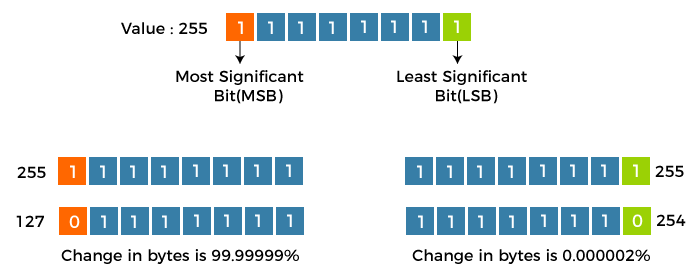 Value : 255 1 1 1 1 1 1 1 1
Most Significant Bit(MSB)
Least Significant Bit(LSB)
255 1 1 1 1 1 1 1 1
1 1 1 1 1 1 1 1 255
127 0 1 1 1 1 1 1 1
1 1 1 1 1 1 1 0 254
Change in bytes is 99.99999%
Change in bytes is 0.000002%